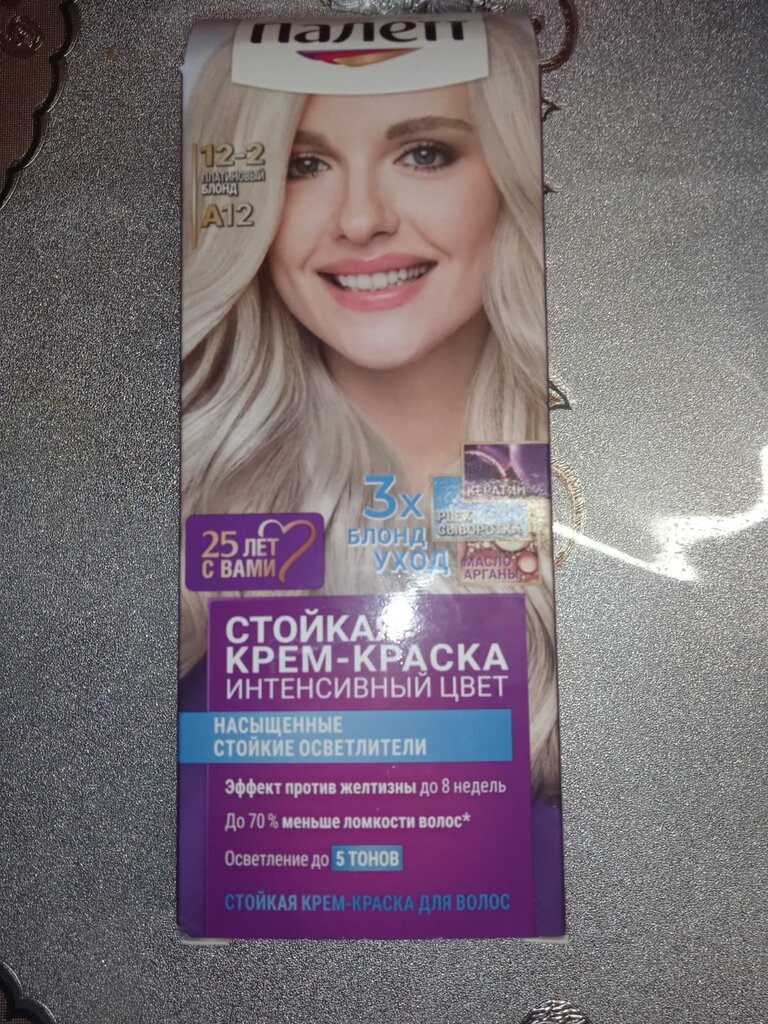 Палетт
12-2
ПЛАТИНОВЫЙ
БЛОНД
A12
3x
БЛОНД
УХОД
КЕРАТИН
PLEX
СЫВОРОТКА
МАСЛО
АРГАНЫ
25 ЛЕТ
С ВАМИ
СТОЙКАЯ
КРЕМ-КРАСКА
ИНТЕНСИВНЫЙ ЦВЕТ
НАСЫЩЕННЫЕ
СТОЙКИЕ ОСВЕТЛИТЕЛИ
Эффект против желтизны до 8 недель
До 70 % меньше ломкости волос*
Осветление до 5 ТОНОВ
СТОЙКАЯ КРЕМ-КРАСКА ДЛЯ ВОЛОС